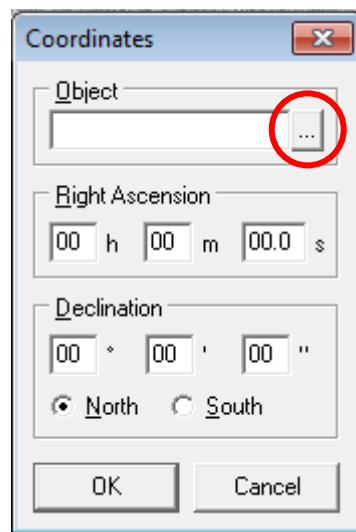 Coordinates
Object
...
Right Ascension
00 h 00 m 00.0 s
Declination
00 ° 00 ' 00 "
North South
OK Cancel